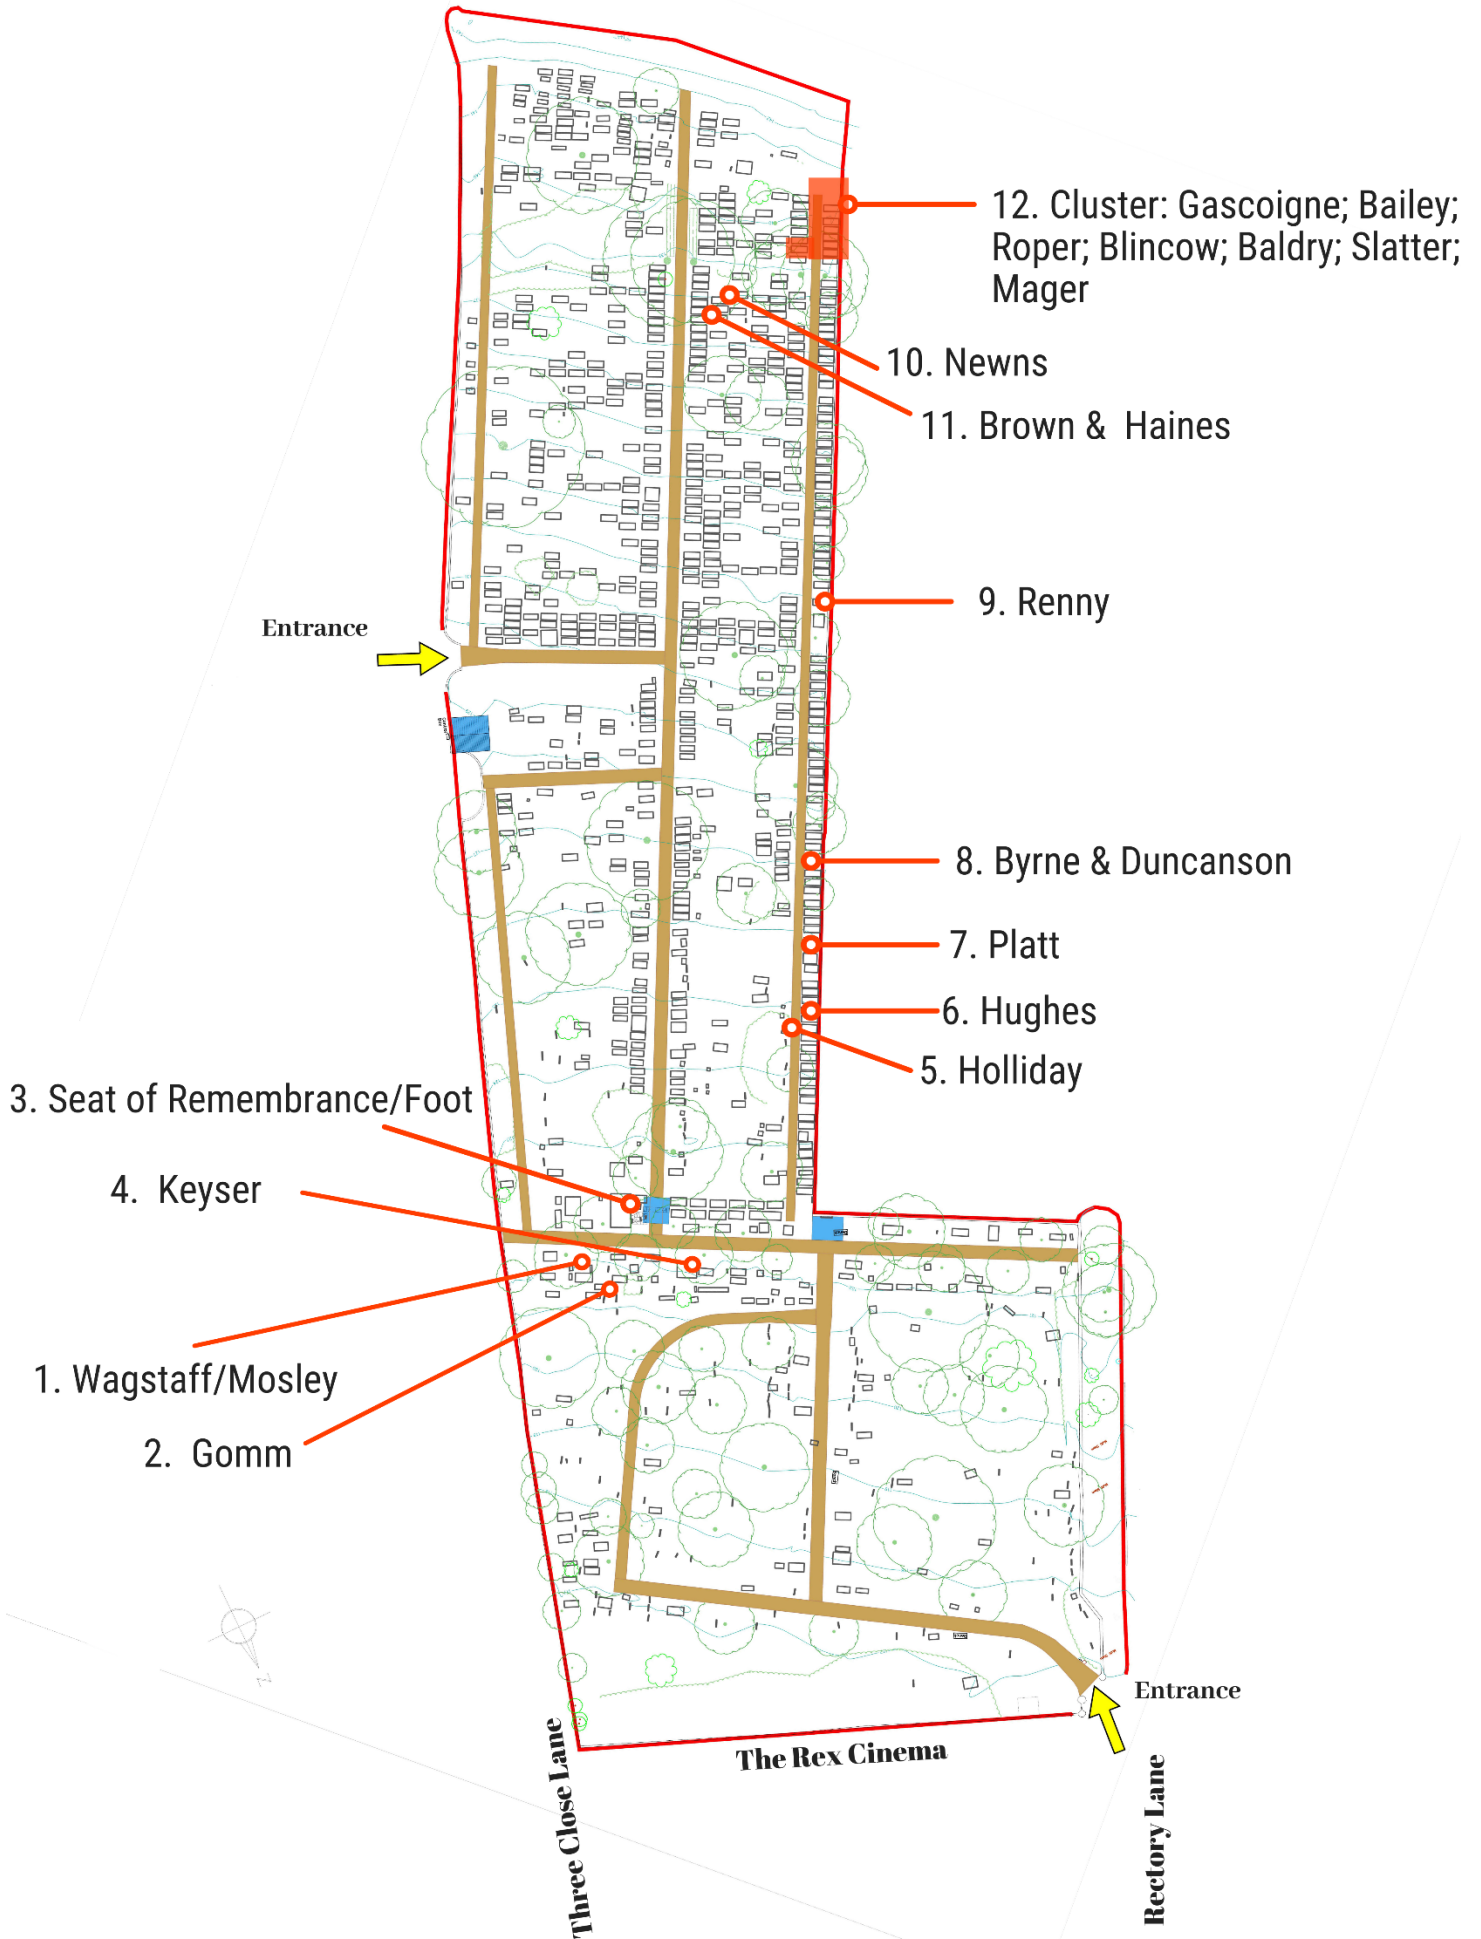 12. Cluster: Gascoigne; Bailey;
Roper; Blincow; Baldry; Slatter;
Mager
10. Newns
11. Brown &  Haines
9. Renny
Entrance
8. Byrne & Duncanson
7. Platt
6. Hughes
5. Holliday
3. Seat of Remembrance/Foot
4.  Keyser
1. Wagstaff/Mosley
2.  Gomm
Entrance
The Rex Cinema
Three Close Lane
Rectory Lane
N